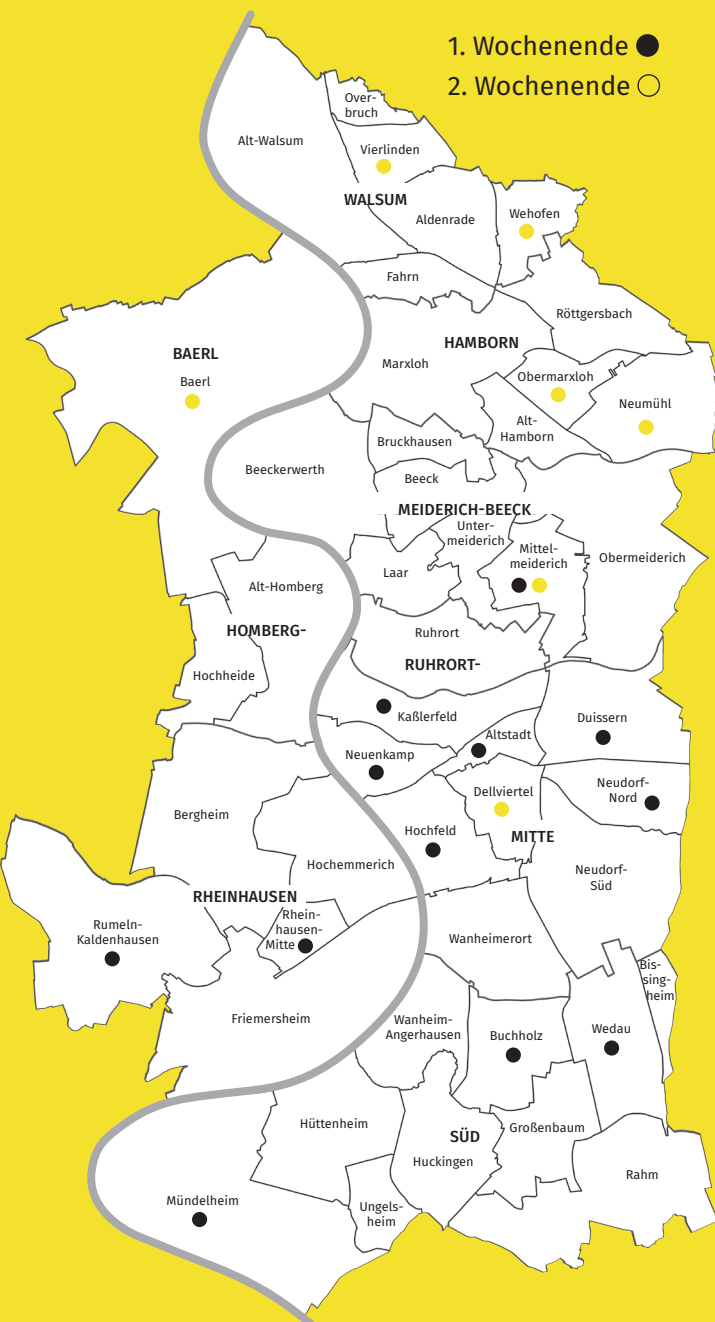 1. Wochenende
2. Wochenende
Over-
bruch
Alt-Walsum
Vierlinden
WALSUM
Aldenrade
Wehofen
Fahrn
Röttgersbach
HAMBORN
BAERL
Marxloh
Baerl
Obermarxloh
Neumühl
Alt-
Hamborn
Bruckhausen
Beeckerwerth
Beeck
MEIDERICH-BEECK
Unter-
meiderich
Mittel-
meiderich
Obermeiderich
Laar
Alt-Homberg
HOMBERG-
Ruhrort
RUHRORT-
Hochheide
Kaßlerfeld
Duissern
Altstadt
Neuenkamp
Neudorf-
Nord
Dellviertel
Bergheim
Hochfeld
MITTE
Hochemmerich
Neudorf-
Süd
RHEINHAUSEN
Rhein-
hausen-
Mitte
Rumeln-
Kaldenhausen
Wanheimerort
Bis-
sing-
heim
Friemersheim
Wanheim-
Angerhausen
Buchholz
Wedau
Hüttenheim
SÜD
Großenbaum
Huckingen
Rahm
Mündelheim
Ungels-
heim